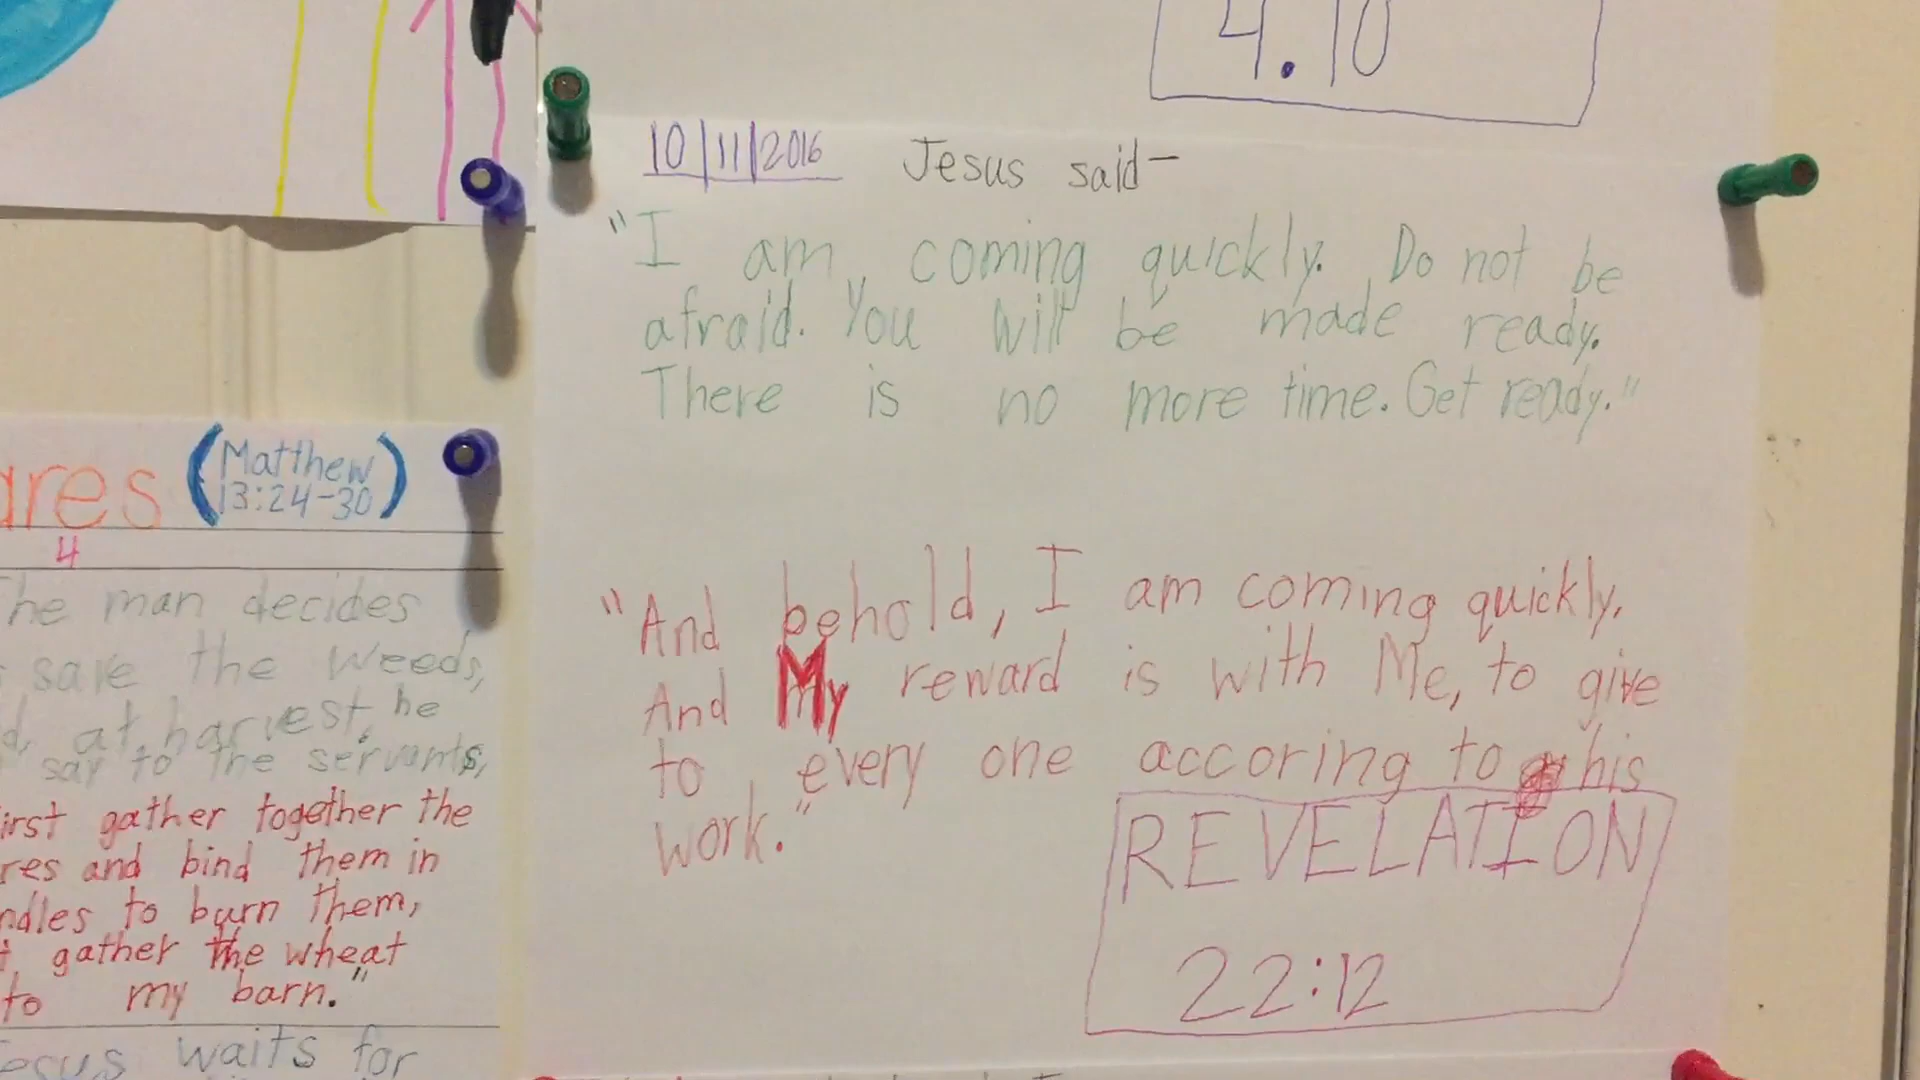 4.10
10/11/2016 Jesus said-
"I am coming quickly. Do not be
afraid. You will be made ready.
There is no more time. Get ready."
"And behold, I am coming quickly,
And My reward is with Me, to give
to every one accoring to his
work."
REVELATION
22:12
ares (Matthew
13:24-30)
4
The man decides
save the weeds,
at harvest, he
say to the servants,
irst gather together the
res and bind them in
ndles to burn them,
gather the wheat
to my barn."
Jesus waits for